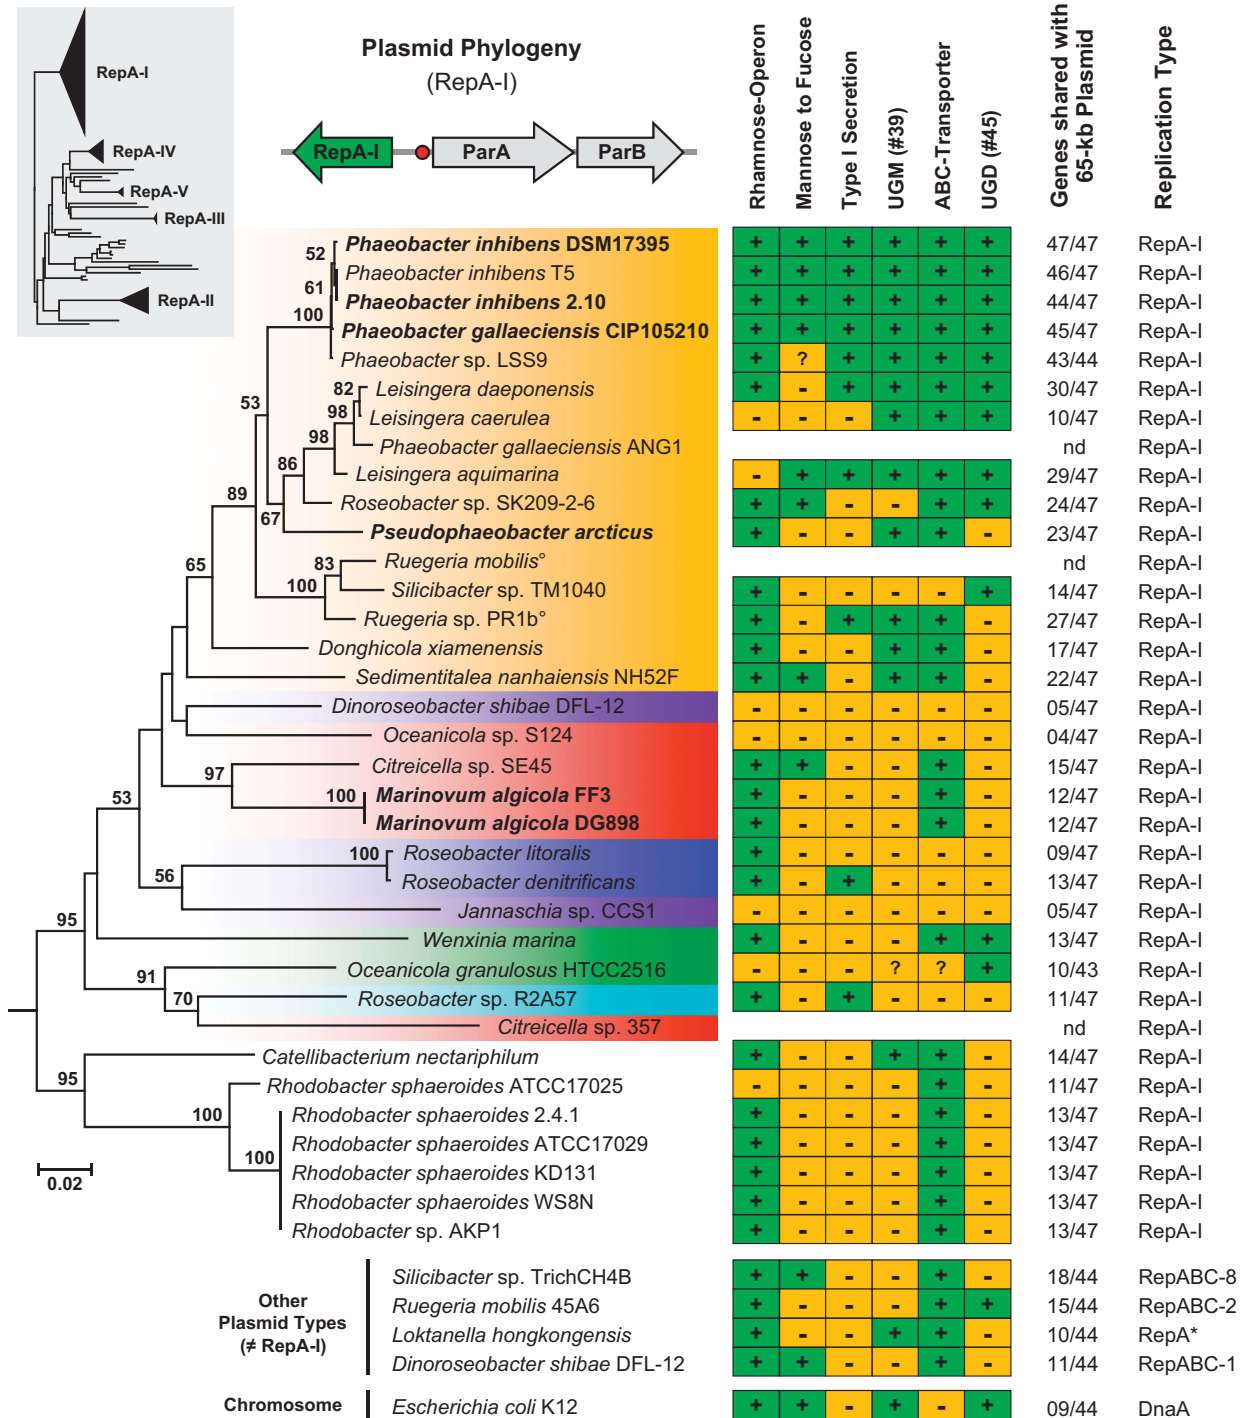 RepA-I
RepA-IV
RepA-V
RepA-III
RepA-II
Plasmid Phylogeny
(RepA-I)
RepA-I ParA ParB
Rhamnose-Operon
Mannose to Fucose
Type I Secretion
UGM (#39)
ABC-Transporter
UGD (#45)
Genes shared with
65-kb Plasmid
Replication Type
Phaeobacter inhibens DSM17395 + + + + + + 47/47 RepA-I
Phaeobacter inhibens T5 + + + + + + 46/47 RepA-I
Phaeobacter inhibens 2.10 + + + + + + 44/47 RepA-I
Phaeobacter gallaeciensis CIP105210 + + + + + + 45/47 RepA-I
Phaeobacter sp. LSS9 + ? + + + + 43/44 RepA-I
Leisingera daeponensis + - + + + + 30/47 RepA-I
Leisingera caerulea - - - + + + 10/47 RepA-I
Phaeobacter gallaeciensis ANG1 nd RepA-I
Leisingera aquimarina - + + + + + 29/47 RepA-I
Roseobacter sp. SK209-2-6 + + - - + + 24/47 RepA-I
Pseudophaeobacter arcticus + - - + + - 23/47 RepA-I
Ruegeria mobilis° nd RepA-I
Silicibacter sp. TM1040 + - - - - + 14/47 RepA-I
Ruegeria sp. PR1b° + - + + + - 27/47 RepA-I
Donghicola xiamenensis + - - + + - 17/47 RepA-I
Sedimentitalea nanhaiensis NH52F + + - + + - 22/47 RepA-I
Dinoroseobacter shibae DFL-12 - - - - - - 05/47 RepA-I
Oceanicola sp. S124 - - - - - - 04/47 RepA-I
Citreicella sp. SE45 + + - - + - 15/47 RepA-I
Marinovum algicola FF3 + - - - + - 12/47 RepA-I
Marinovum algicola DG898 + - - - + - 12/47 RepA-I
Roseobacter litoralis + - - - - - 09/47 RepA-I
Roseobacter denitrificans + - + - - - 13/47 RepA-I
Jannaschia sp. CCS1 - - - - - - 05/47 RepA-I
Wenxinia marina + - - - + + 13/47 RepA-I
Oceanicola granulosus HTCC2516 - - - ? ? + 10/43 RepA-I
Roseobacter sp. R2A57 + - + - - - 11/47 RepA-I
Citreicella sp. 357 nd RepA-I
Catellibacterium nectariphilum + - - + + - 14/47 RepA-I
Rhodobacter sphaeroides ATCC17025 - - - - + - 11/47 RepA-I
Rhodobacter sphaeroides 2.4.1 + - - - + - 13/47 RepA-I
Rhodobacter sphaeroides ATCC17029 + - - - + - 13/47 RepA-I
Rhodobacter sphaeroides KD131 + - - - + - 13/47 RepA-I
Rhodobacter sphaeroides WS8N + - - - + - 13/47 RepA-I
Rhodobacter sp. AKP1 + - - - + - 13/47 RepA-I
52
61
100
82
98
53
98
86
89
67
83
65
100
97
53
100
100
56
95
91
70
95
100
100
0.02
Other
Plasmid Types
(≠ RepA-I)
Silicibacter sp. TrichCH4B + + - - + - 18/44 RepABC-8
Ruegeria mobilis 45A6 + - - - + + 15/44 RepABC-2
Loktanella hongkongensis + - - + + - 10/44 RepA*
Dinoroseobacter shibae DFL-12 + + - - + - 11/44 RepABC-1
Chromosome
Escherichia coli K12 + + - + - + 09/44 DnaA